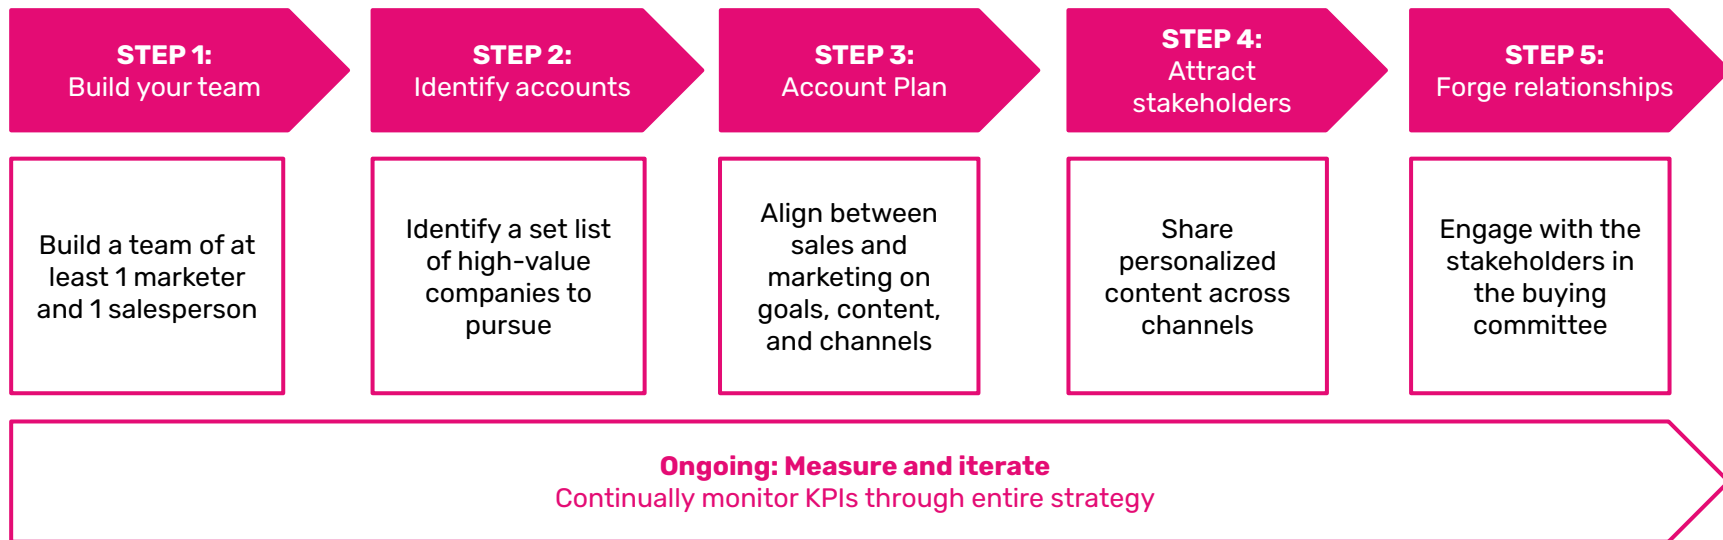 STEP 1:
Build your team
STEP 2:
Identify accounts
STEP 3:
Account Plan
STEP 4:
Attract
stakeholders
STEP 5:
Forge relationships
Build a team of at
least 1 marketer
and 1 salesperson
Identify a set list
of high-value
companies to
pursue
Align between
sales and
marketing on
goals, content,
and channels
Share
personalized
content across
channels
Engage with the
stakeholders in
the buying
committee
Ongoing: Measure and iterate
Continually monitor KPIs through entire strategy